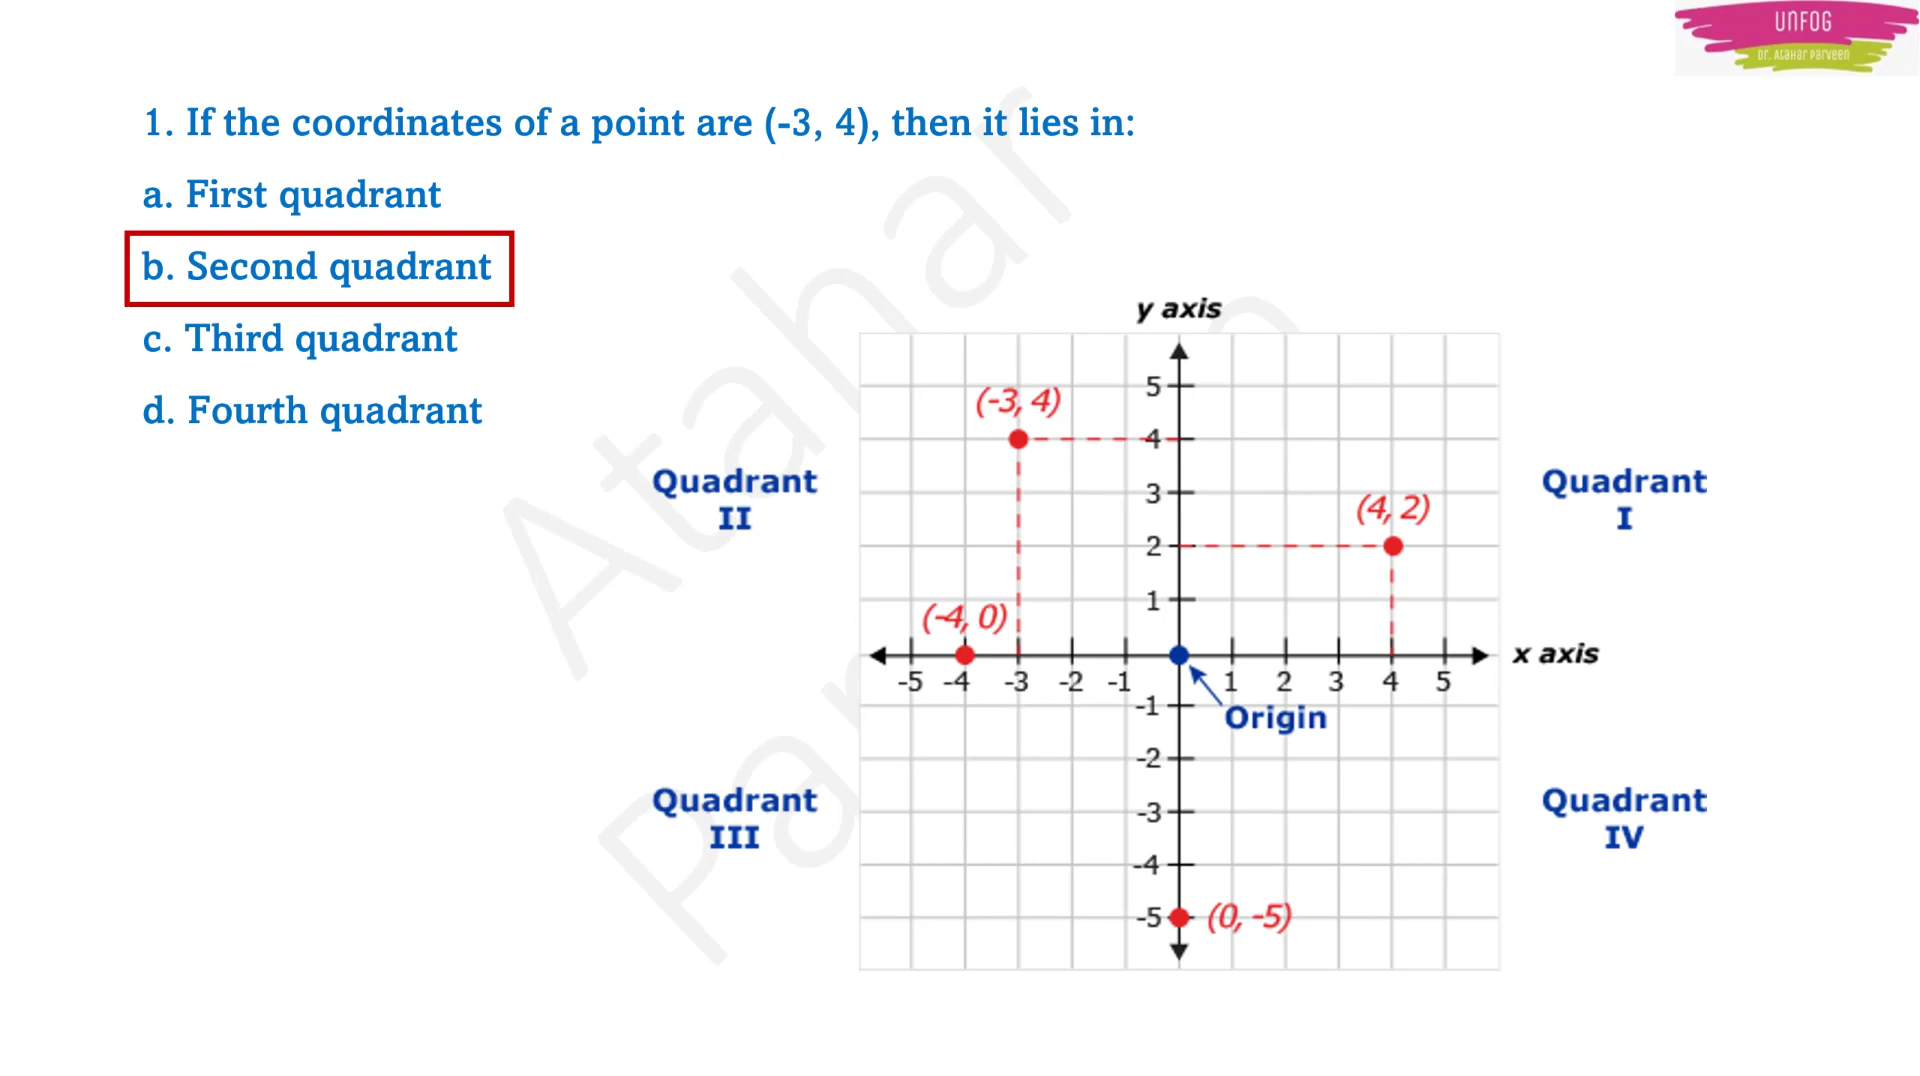 UNFOG
Dr. Atahar Parveen
1. If the coordinates of a point are (-3, 4), then it lies in:
a. First quadrant
b. Second quadrant
c. Third quadrant
d. Fourth quadrant
y axis
5
(-3, 4)
4
Quadrant
II
3
Quadrant
I
(4, 2)
2
1
(-4, 0)
x axis
-5 -4 -3 -2 -1 1 2 3 4 5
-1
Origin
-2
Quadrant
III
Quadrant
IV
-3
-4
-5
(0, -5)
Atahar